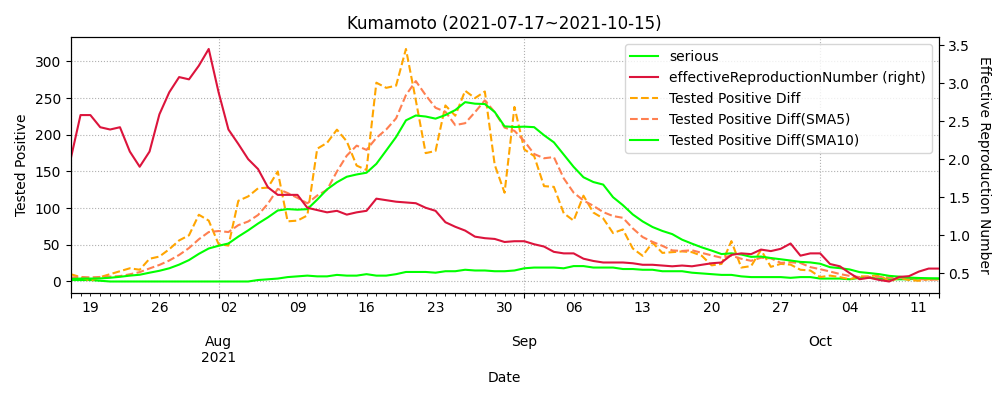 Kumamoto (2021-07-17~2021-10-15)
serious
effectiveReproductionNumber (right)
Tested Positive Diff
Tested Positive Diff(SMA5)
Tested Positive Diff(SMA10)
Tested Positive
300
250
200
150
100
50
0
3.5
3.0
2.5
2.0
1.5
1.0
0.5
Effective Reproduction Number
19 26 02 09 16 23 30 06 13 20 27 04 11
Aug Sep Oct
2021
Date